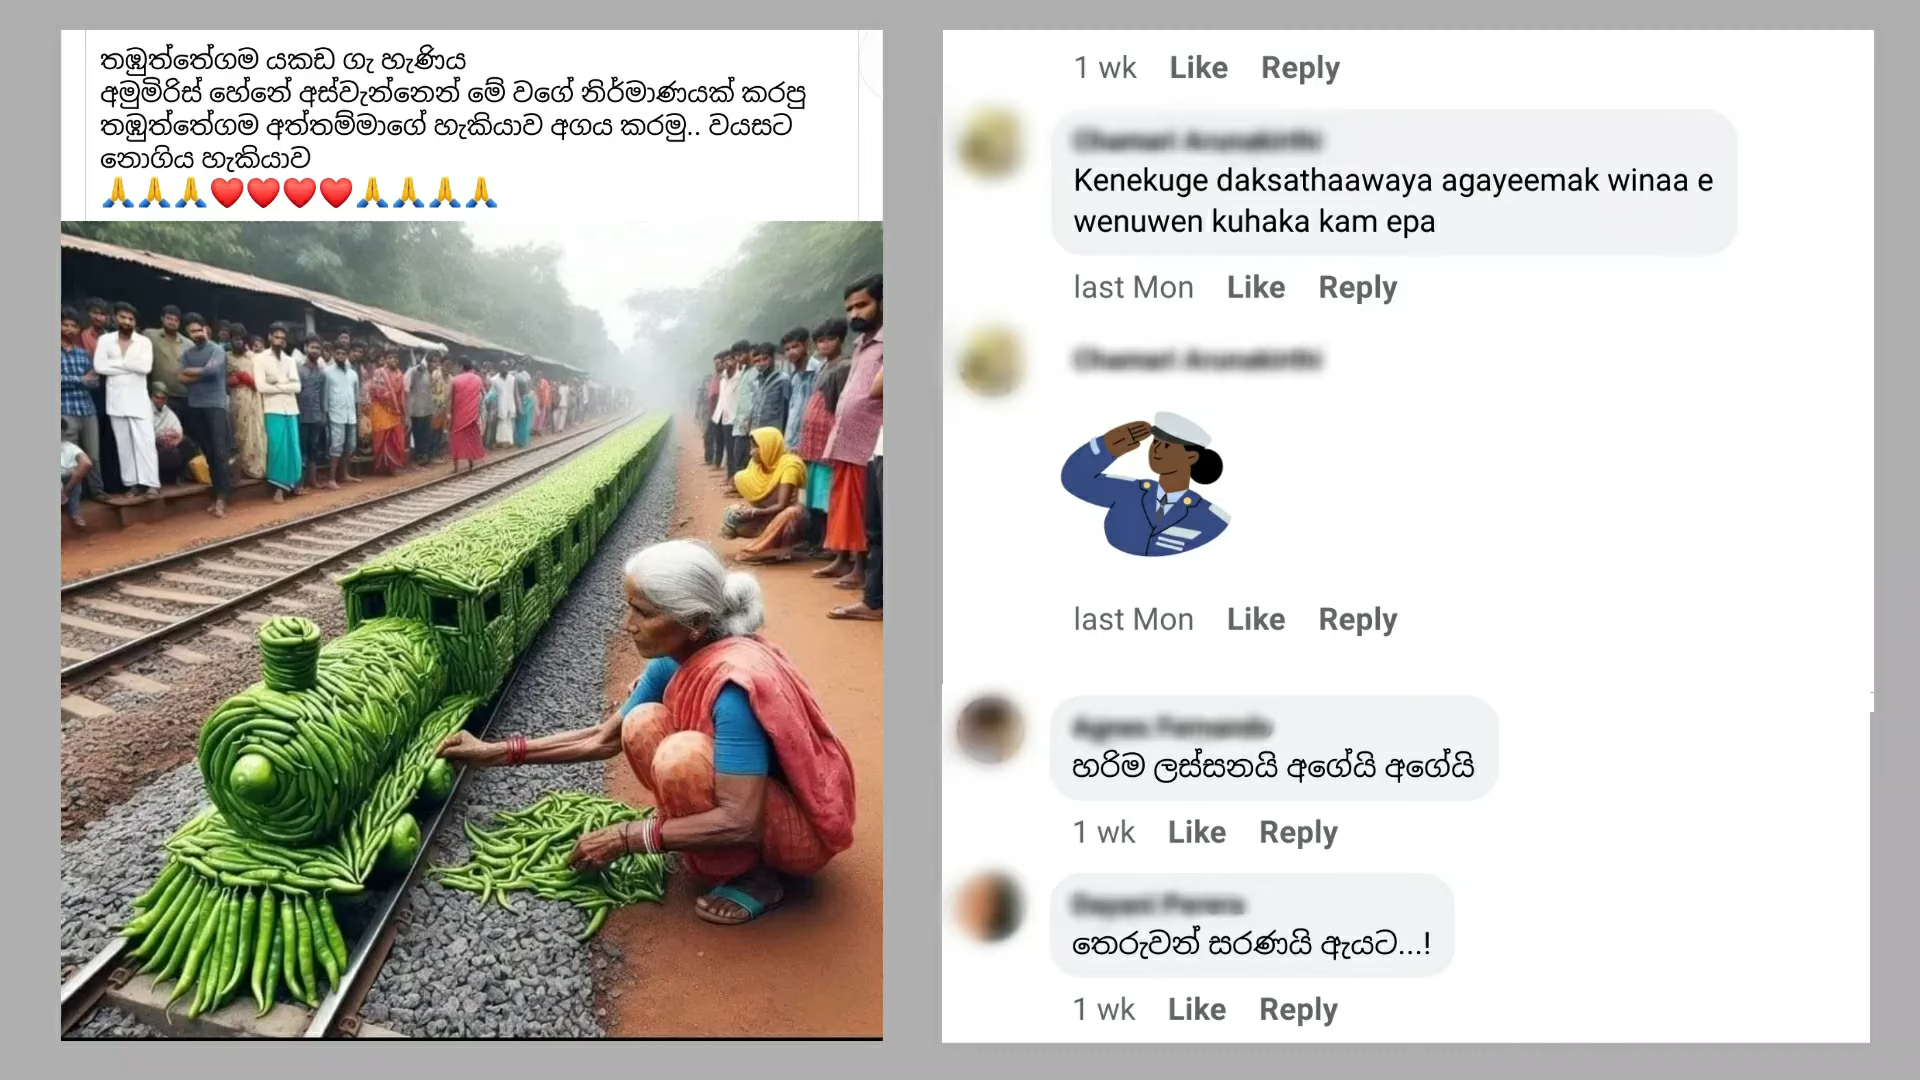 තඹුත්තේගම යකඩ ගැ හැණිය
අමුමිරිස් හේනේ අස්වැන්නෙන් මේ වගේ නිර්මාණයක් කරපු
තඹුත්තේගම අත්තම්මාගේ හැකියාව අගය කරමු.. වයසට
නොගිය හැකියාව
🙏🙏🙏❤️❤️❤️❤️🙏🙏🙏🙏
1 wk Like Reply
Kenekuge daksathaawaya agayeemak winaa e
wenuwen kuhaka kam epa
last Mon Like Reply
last Mon Like Reply
හරිම ලස්සනයි අගේයි අගේයි
1 wk Like Reply
තෙරුවන් සරණයි ඇයට...!
1 wk Like Reply